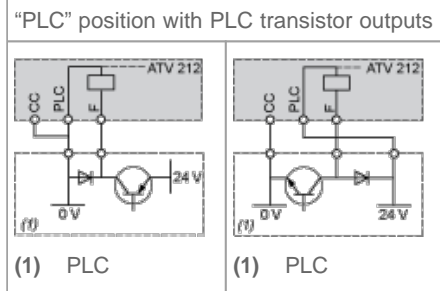 “PLC” position with PLC transistor outputs
ATV 212
CC
PLC
F
0 V
24 V
(1)
(1) PLC
ATV 212
CC
PLC
F
0 V
24 V
(1)
(1) PLC